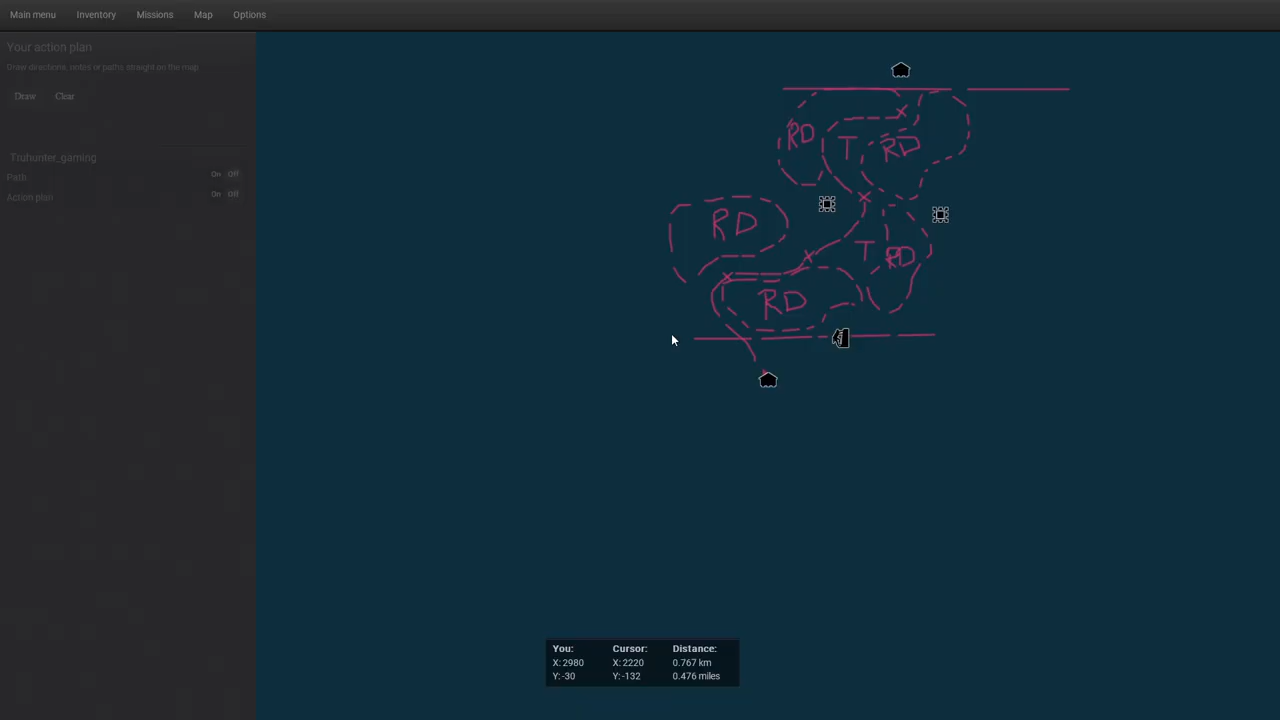 Main menu Inventory Missions Map Options
Your action plan
Draw directions, notes or paths straight on the map
Draw Clear
Truhunter_gaming
Path On Off
Action plan On Off
RD
T RD
RD
T RD
RD
You: Cursor: Distance:
X: 2980 X: 2220 0.767 km
Y: -30 Y: -132 0.476 miles